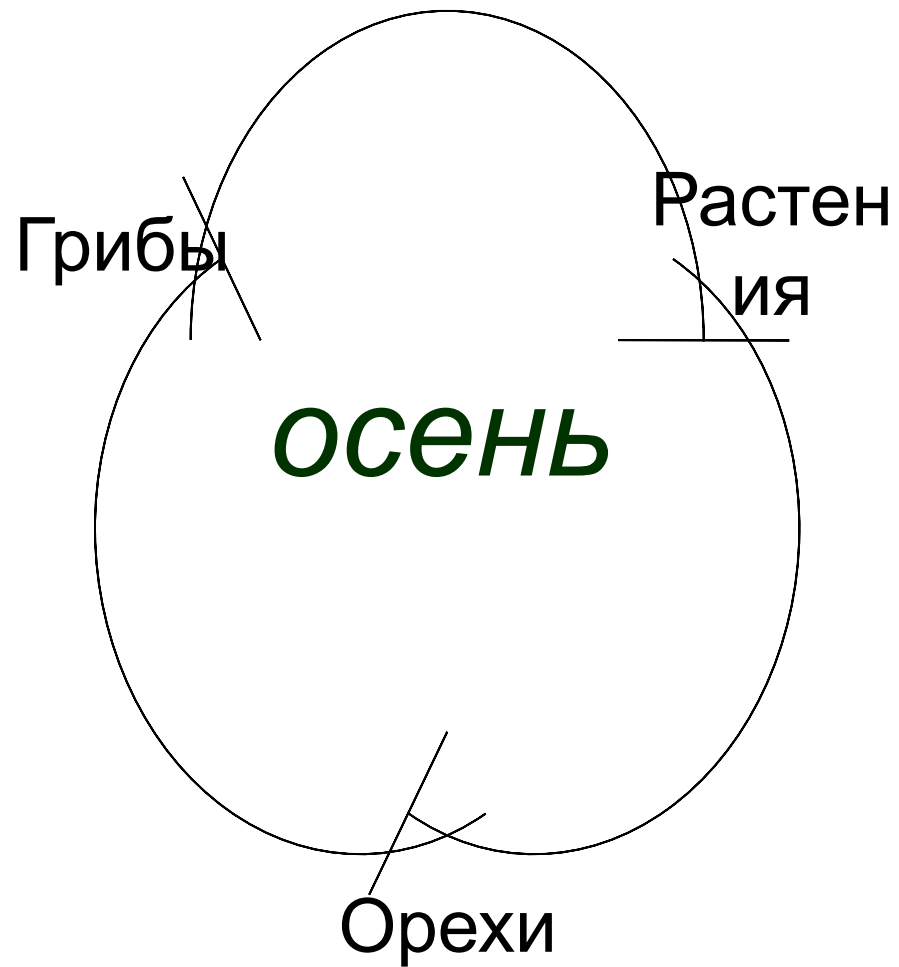 Растен
ия
Грибы
осень
Орехи